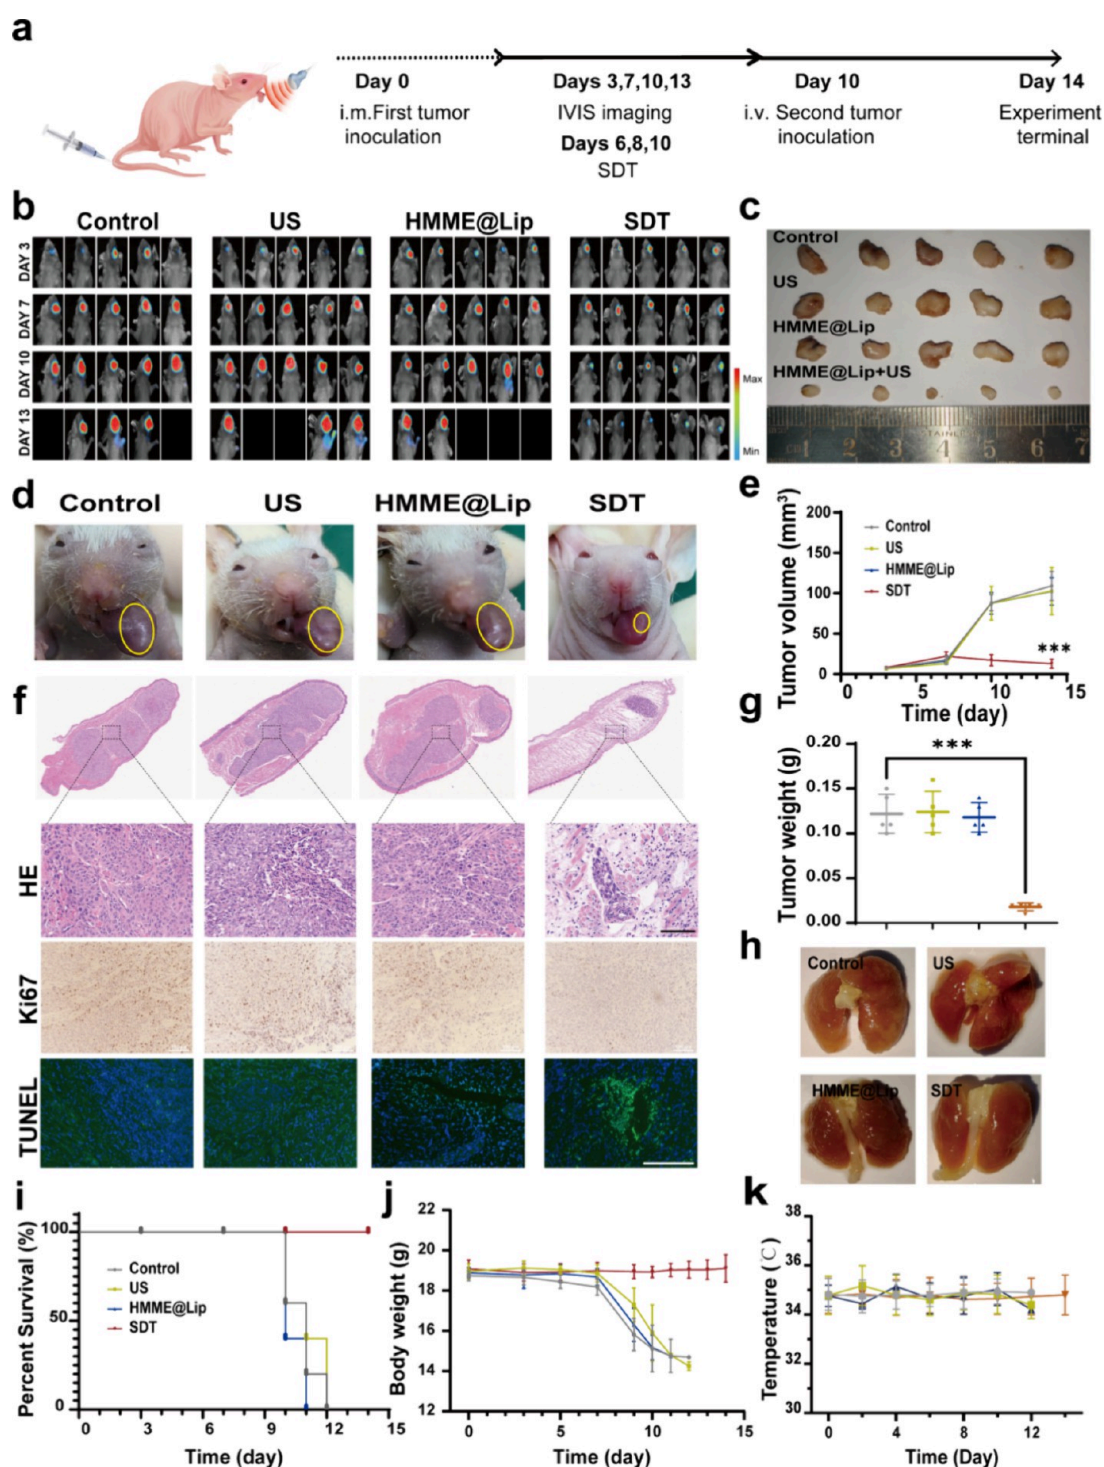 a
Day 0
i.m.First tumor
inoculation
Days 3,7,10,13
IVIS imaging
Days 6,8,10
SDT
Day 10
i.v. Second tumor
inoculation
Day 14
Experiment
terminal
b
Control US HMME@Lip SDT
DAY 3
DAY 7
DAY 10
DAY 13
Max
Min
c
Control
US
HMME@Lip
HMME@Lip+US
cm 1 2 3 4 5 6 7
d
Control US HMME@Lip SDT
e
Tumor volume (mm³)
200
150
100
50
0
Control
US
HMME@Lip
SDT
***
0 5 10 15
Time (day)
f
HE
Ki67
TUNEL
g
Tumor weight (g)
0.20
0.15
0.10
0.05
0.00
***
h
Control US
HMME@Lip SDT
i
Percent Survival (%)
100
50
0
Control
US
HMME@Lip
SDT
0 3 6 9 12 15
Time (day)
j
Body weight (g)
22
20
18
16
14
12
0 5 10 15
Time (day)
k
Temperature (℃)
36
35
34
32
30
0 4 8 12
Time (Day)